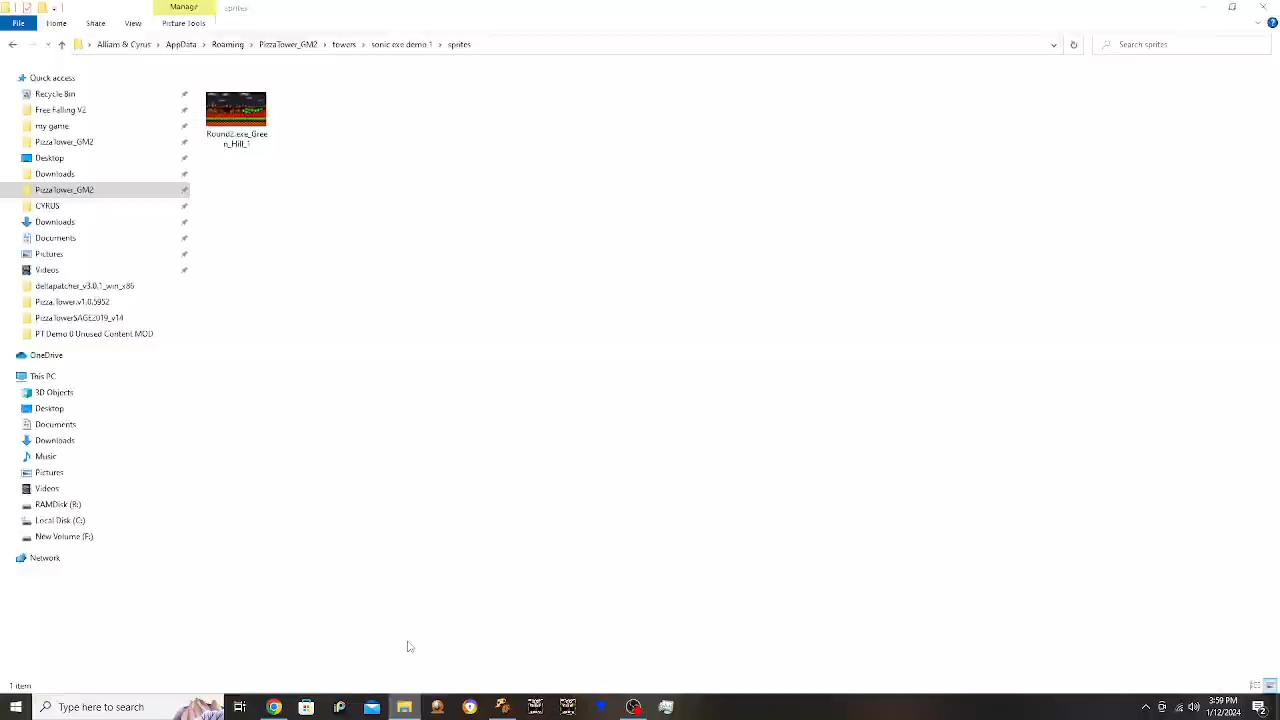 Manage
sprites
File
Home
Share
View
Picture Tools
Alliam & Cyrus
AppData
Roaming
PizzaTower_GM2
towers
sonic exe demo 1
sprites
Search sprites
Quick access
Recycle Bin
Free Falling V2
my game
PizzaTower_GM2
Desktop
Downloads
PizzaTower_GM2
CYRUS
Downloads
Documents
Pictures
Videos
deltapatcher_v3.0.1_win_x86
Pizza.Tower.v1.0.5952
PizzaTowerSAGE2019_v14
PT Demo 0 Unused Content MOD
OneDrive
This PC
3D Objects
Desktop
Documents
Downloads
Music
Pictures
Videos
RAMDisk (B:)
Local Disk (C:)
New Volume (F:)
Network
Round2.exe_Gree
n_Hill_1
1 item
Type here to search
3:59 PM
1/12/2024